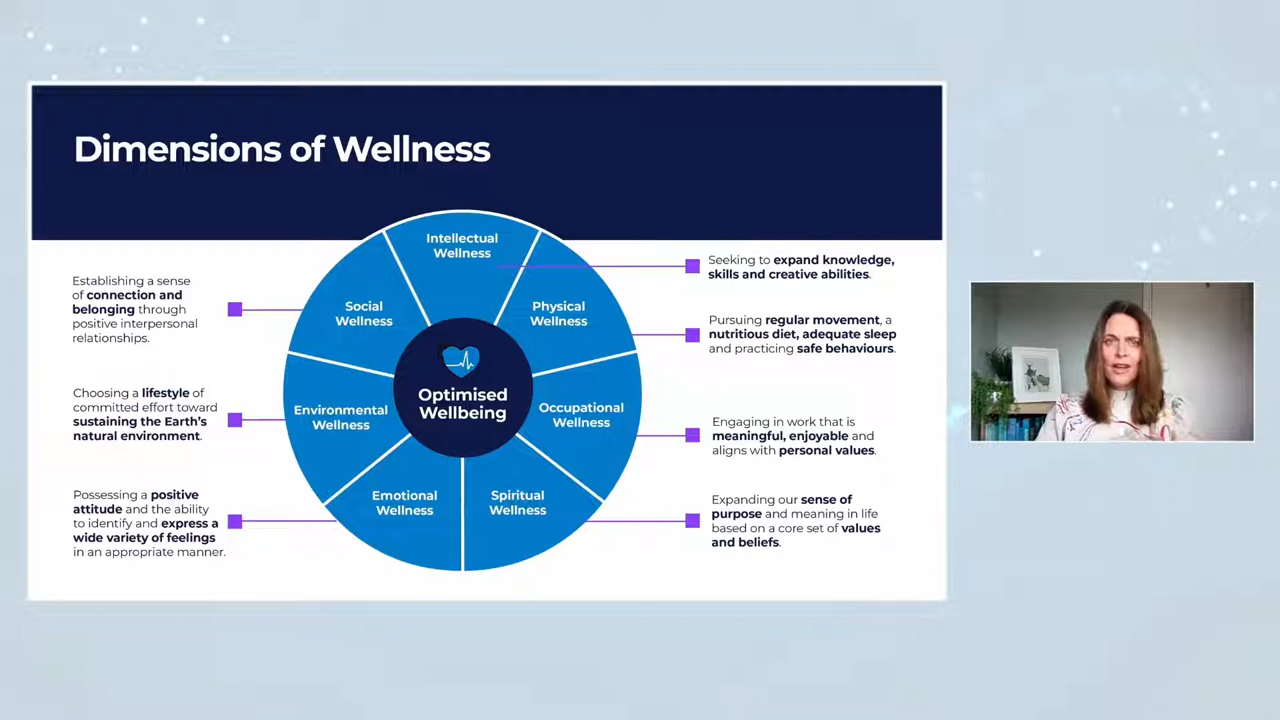 Dimensions of Wellness
Intellectual
Wellness
Seeking to expand knowledge,
skills and creative abilities.
Physical
Wellness
Pursuing regular movement, a
nutritious diet, adequate sleep
and practicing safe behaviours.
Occupational
Wellness
Engaging in work that is
meaningful, enjoyable and
aligns with personal values.
Spiritual
Wellness
Expanding our sense of
purpose and meaning in life
based on a core set of values
and beliefs.
Emotional
Wellness
Possessing a positive
attitude and the ability
to identify and express a
wide variety of feelings
in an appropriate manner.
Environmental
Wellness
Choosing a lifestyle of
committed effort toward
sustaining the Earth's
natural environment.
Social
Wellness
Establishing a sense
of connection and
belonging through
positive interpersonal
relationships.
Optimised
Wellbeing